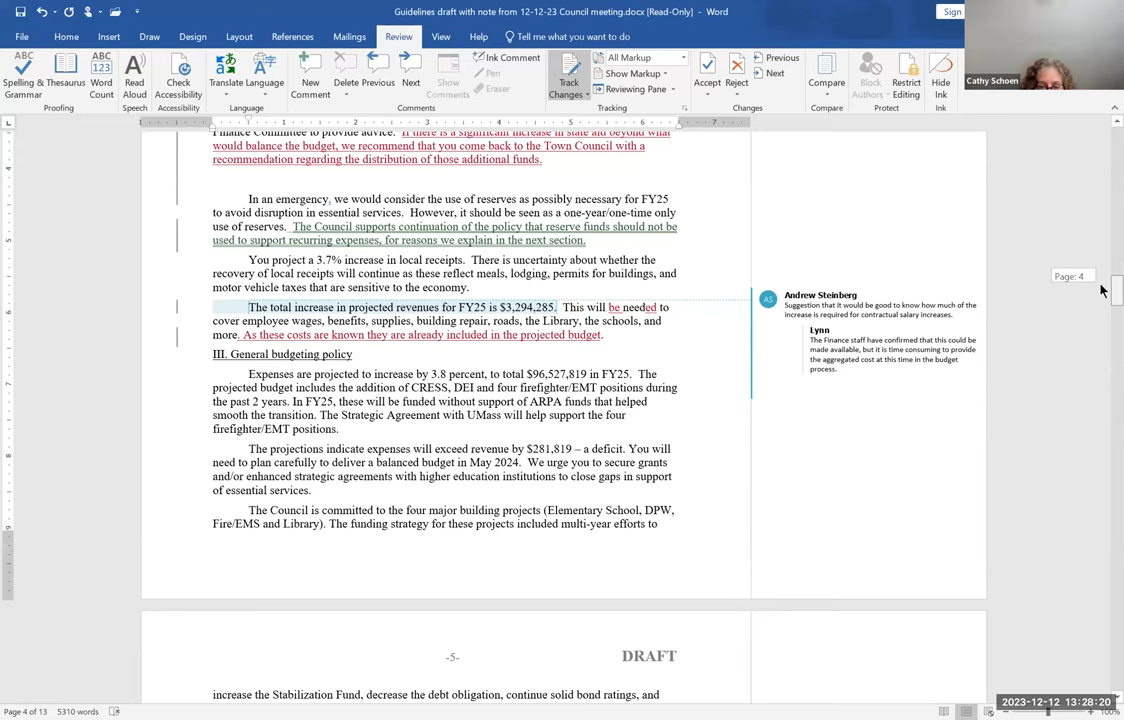 Guidelines draft with note from 12-12-23 Council meeting.docx [Read-Only] - Word
Sign
File Home Insert Draw Design Layout References Mailings Review View Help Tell me what you want to do
Spelling & Grammar
Thesaurus
Word Count
Proofing
Read Aloud
Speech
Check Accessibility
Accessibility
Translate
Language
Language
New Comment
Delete
Previous
Next
Show Comments
Comments
Ink Comment
Pen
Eraser
Track Changes
All Markup
Show Markup
Reviewing Pane
Tracking
Accept
Reject
Previous
Next
Changes
Compare
Compare
Block Authors
Restrict Editing
Protect
Hide Ink
Ink
Cathy Schoen
Finance Committee to provide advice. If there is a significant increase in state aid beyond what
would balance the budget, we recommend that you come back to the Town Council with a
recommendation regarding the distribution of those additional funds.
In an emergency, we would consider the use of reserves as possibly necessary for FY25
to avoid disruption in essential services. However, it should be seen as a one-year/one-time only
use of reserves. The Council supports continuation of the policy that reserve funds should not be
used to support recurring expenses, for reasons we explain in the next section.
You project a 3.7% increase in local receipts. There is uncertainty about whether the
recovery of local receipts will continue as these reflect meals, lodging, permits for buildings, and
motor vehicle taxes that are sensitive to the economy.
The total increase in projected revenues for FY25 is $3,294,285. This will be needed to
cover employee wages, benefits, supplies, building repair, roads, the Library, the schools, and
more. As these costs are known they are already included in the projected budget.
III. General budgeting policy
Expenses are projected to increase by 3.8 percent, to total $96,527,819 in FY25. The
projected budget includes the addition of CRESS, DEI and four firefighter/EMT positions during
the past 2 years. In FY25, these will be funded without support of ARPA funds that helped
smooth the transition. The Strategic Agreement with UMass will help support the four
firefighter/EMT positions.
The projections indicate expenses will exceed revenue by $281,819 – a deficit. You will
need to plan carefully to deliver a balanced budget in May 2024. We urge you to secure grants
and/or enhanced strategic agreements with higher education institutions to close gaps in support
of essential services.
The Council is committed to the four major building projects (Elementary School, DPW,
Fire/EMS and Library). The funding strategy for these projects included multi-year efforts to
Page: 4
AS
Andrew Steinberg
Suggestion that it would be good to know how much of the
increase is required for contractual salary increases.
Lynn
The Finance staff have confirmed that this could be
made available, but it is time consuming to provide
the aggregated cost at this time in the budget
process.
-5-
DRAFT
increase the Stabilization Fund, decrease the debt obligation, continue solid bond ratings, and
Page 4 of 13 5310 words
2023-12-12 13:28:20
100%